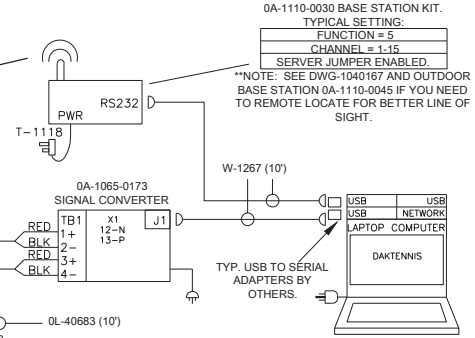 0A-1110-0030 BASE STATION KIT.
TYPICAL SETTING:
FUNCTION = 5
CHANNEL = 1-15
SERVER JUMPER ENABLED.
**NOTE: SEE DWG-1040167 AND OUTDOOR
BASE STATION 0A-1110-0045 IF YOU NEED
TO REMOTE LOCATE FOR BETTER LINE OF
SIGHT.
RS232
PWR
T-1118
W-1267 (10')
0A-1065-0173
SIGNAL CONVERTER
TB1
X1
J1
12-N
13-P
RED
1+
BLK
2-
RED
3+
BLK
4-
USB
USB
USB
NETWORK
LAPTOP COMPUTER
DAKTENNIS
TYP. USB TO SERIAL
ADAPTERS BY
OTHERS.
0L-40683 (10')